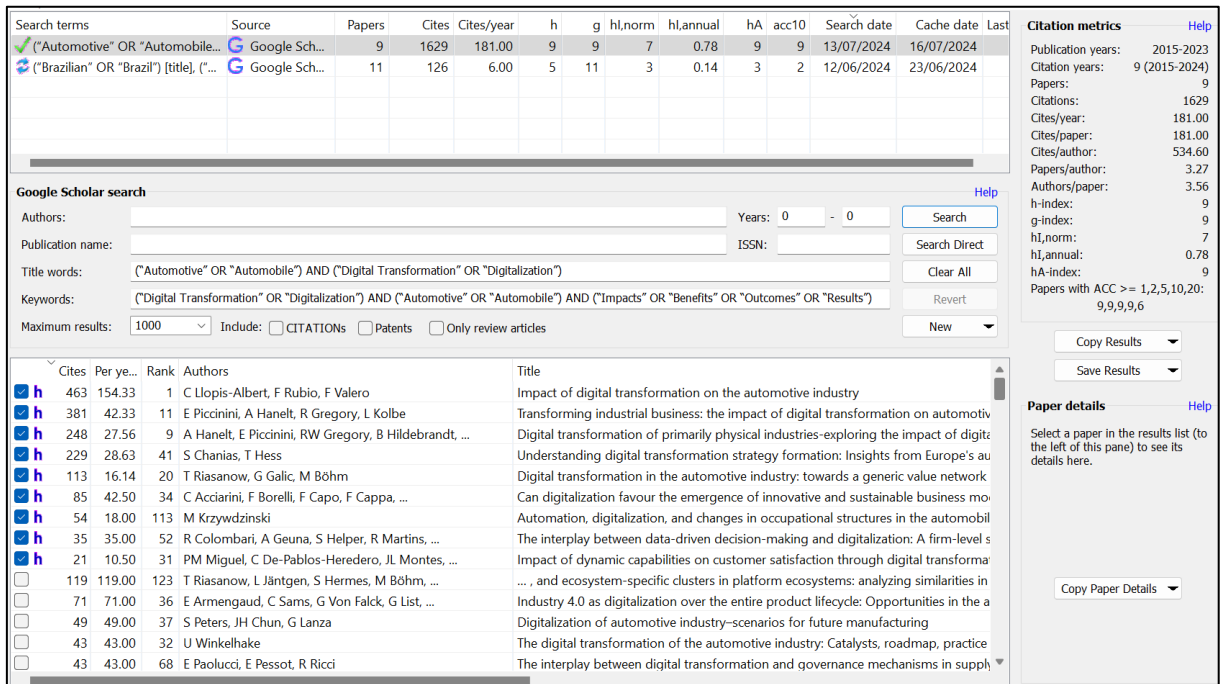 Search terms Source Papers Cites Cites/year h g hI,norm hI,annual hA acc10 Search date Cache date Last
("Automotive" OR "Automobile... Google Sch... 9 1629 181.00 9 9 7 0.78 9 9 13/07/2024 16/07/2024
("Brazilian" OR "Brazil") [title], ("... Google Sch... 11 126 6.00 5 11 3 0.14 3 2 12/06/2024 23/06/2024
Google Scholar search Help
Authors: Years: 0 - 0 Search
Publication name: ISSN: Search Direct
Title words: ("Automotive" OR "Automobile") AND ("Digital Transformation" OR "Digitalization") Clear All
Keywords: ("Digital Transformation" OR "Digitalization") AND ("Automotive" OR "Automobile") AND ("Impacts" OR "Benefits" OR "Outcomes" OR "Results") Revert
Maximum results: 1000 Include: CITATIONs Patents Only review articles New
Cites Per ye... Rank Authors Title
h 463 154.33 1 C Llopis-Albert, F Rubio, F Valero Impact of digital transformation on the automotive industry
h 381 42.33 11 E Piccinini, A Hanelt, R Gregory, L Kolbe Transforming industrial business: the impact of digital transformation on automotiv
h 248 27.56 9 A Hanelt, E Piccinini, RW Gregory, B Hildebrandt, ... Digital transformation of primarily physical industries-exploring the impact of digita
h 229 28.63 41 S Chanias, T Hess Understanding digital transformation strategy formation: Insights from Europe's au
h 113 16.14 20 T Riasanow, G Galic, M Böhm Digital transformation in the automotive industry: towards a generic value network
h 85 42.50 34 C Acciarini, F Borelli, F Capo, F Cappa, ... Can digitalization favour the emergence of innovative and sustainable business mo
h 54 18.00 113 M Krzywdzinski Automation, digitalization, and changes in occupational structures in the automobil
h 35 35.00 52 R Colombari, A Geuna, S Helper, R Martins, ... The interplay between data-driven decision-making and digitalization: A firm-level s
h 21 10.50 31 PM Miguel, C De-Pablos-Heredero, JL Montes, ... Impact of dynamic capabilities on customer satisfaction through digital transforma
119 119.00 123 T Riasanow, L Jäntgen, S Hermes, M Böhm, ... ... , and ecosystem-specific clusters in platform ecosystems: analyzing similarities in
71 71.00 36 E Armengaud, C Sams, G Von Falck, G List, ... Industry 4.0 as digitalization over the entire product lifecycle: Opportunities in the a
49 49.00 37 S Peters, JH Chun, G Lanza Digitalization of automotive industry–scenarios for future manufacturing
43 43.00 32 U Winkelhake The digital transformation of the automotive industry: Catalysts, roadmap, practice
43 43.00 68 E Paolucci, E Pessot, R Ricci The interplay between digital transformation and governance mechanisms in supply
Citation metrics Help
Publication years: 2015-2023
Citation years: 9 (2015-2024)
Papers: 9
Citations: 1629
Cites/year: 181.00
Cites/paper: 181.00
Cites/author: 534.60
Papers/author: 3.27
Authors/paper: 3.56
h-index: 9
g-index: 9
hI,norm: 7
hI,annual: 0.78
hA-index: 9
Papers with ACC >= 1,2,5,10,20:
9,9,9,9,6
Copy Results
Save Results
Paper details Help
Select a paper in the results list (to
the left of this pane) to see its
details here.
Copy Paper Details